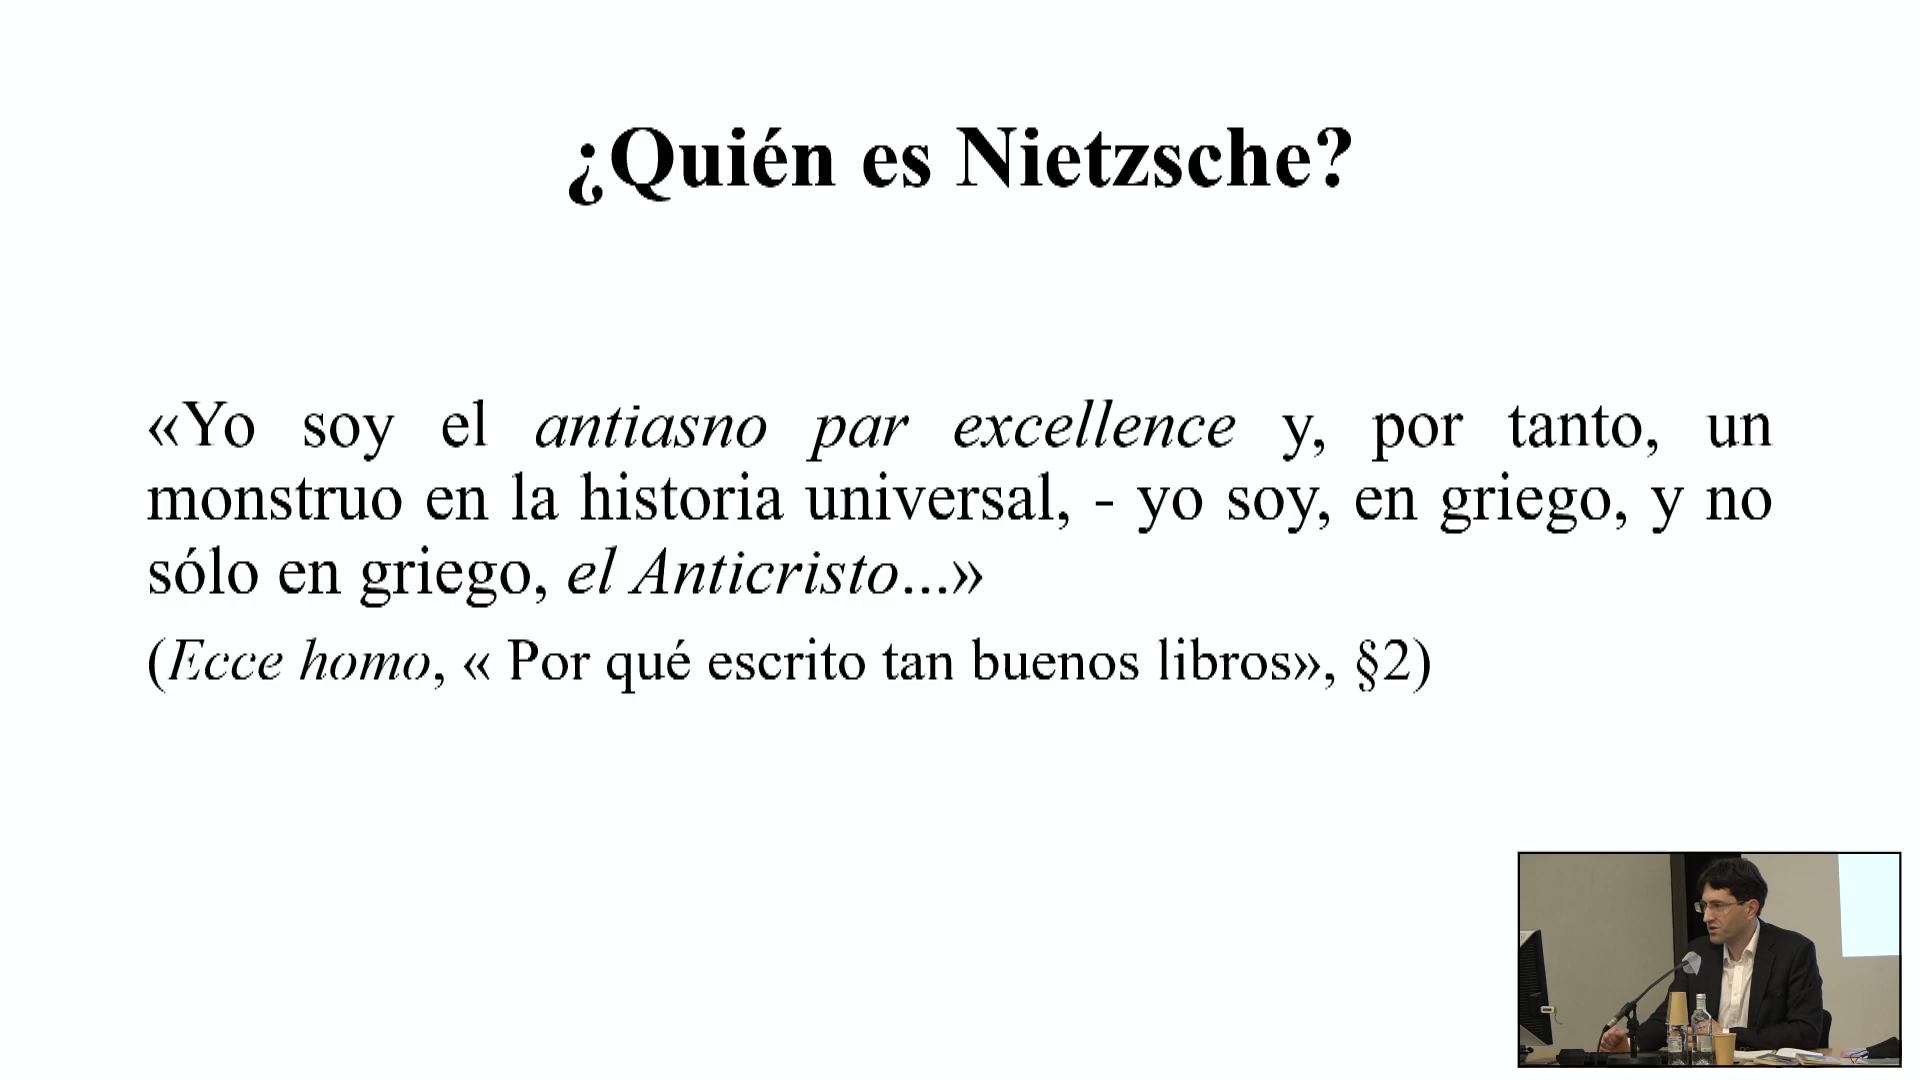 ¿Quién es Nietzsche?
«Yo soy el antiasno par excellence y, por tanto, un
monstruo en la historia universal, - yo soy, en griego, y no
sólo en griego, el Anticristo...»
(Ecce homo, « Por qué escrito tan buenos libros», §2)